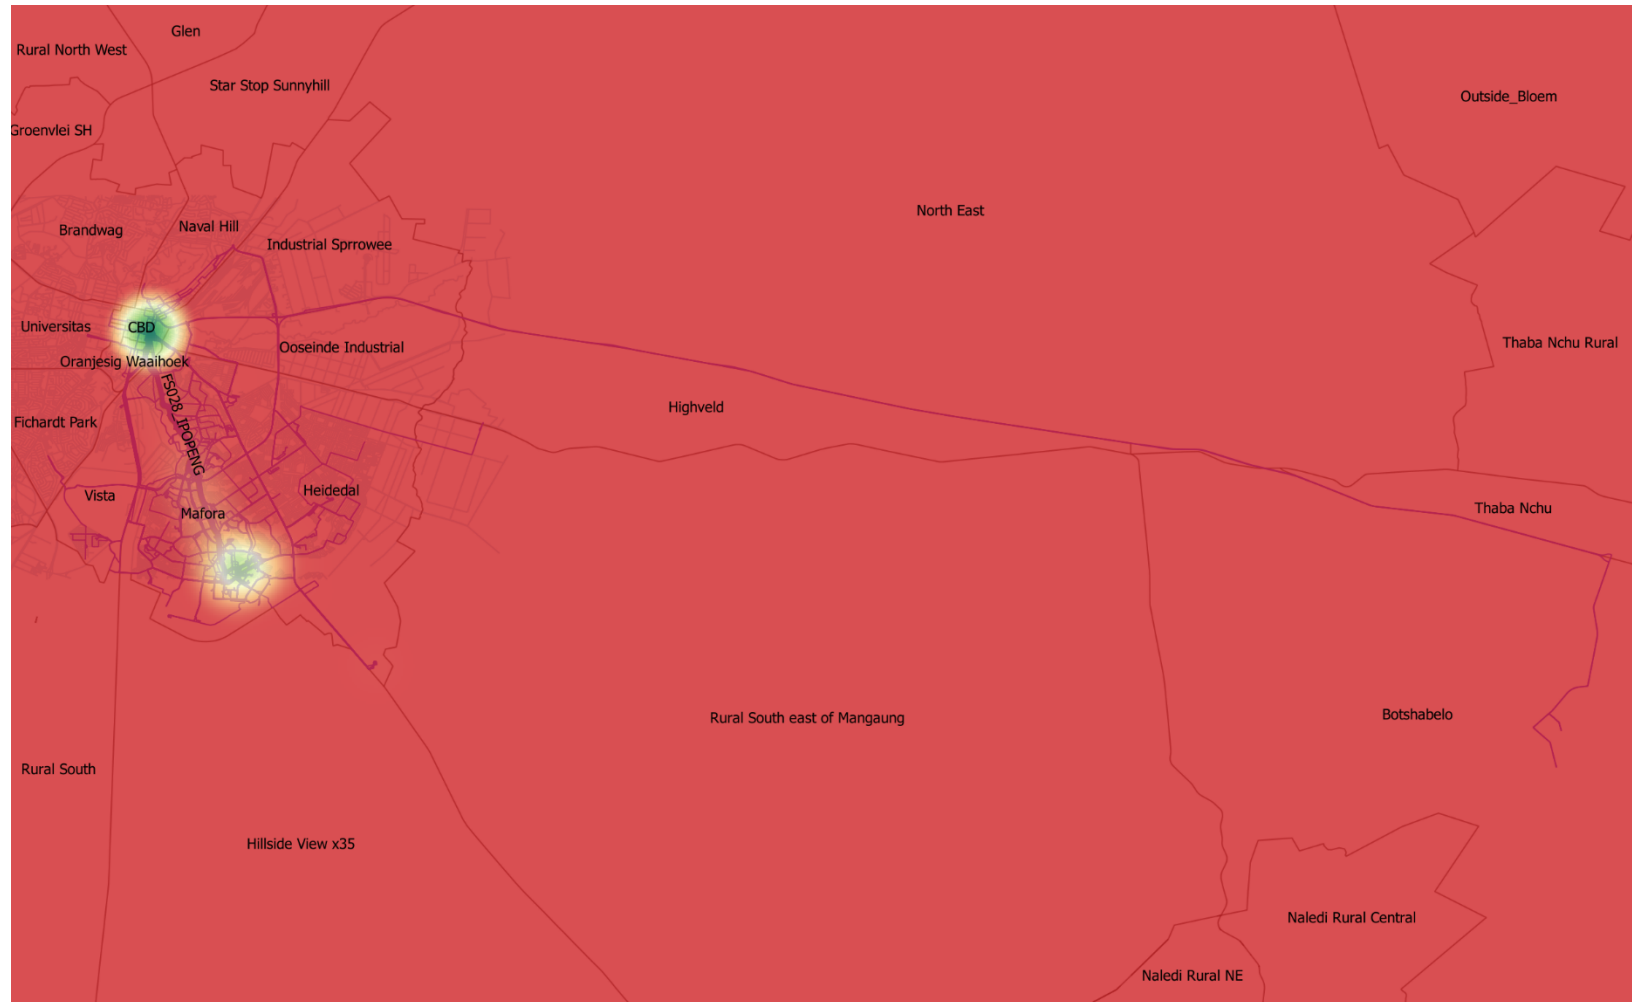 Glen
Rural North West
Star Stop Sunnyhill
Outside_Bloem
Groenvlei SH
North East
Naval Hill
Brandwag
Industrial Sprrowee
Universitas
CBD
Thaba Nchu Rural
Ooseinde Industrial
Oranjesig Waaihoek
Highveld
Fichardt Park
FS028_IPOPENG
Heidedal
Vista
Thaba Nchu
Mafora
Botshabelo
Rural South east of Mangaung
Rural South
Hillside View x35
Naledi Rural Central
Naledi Rural NE